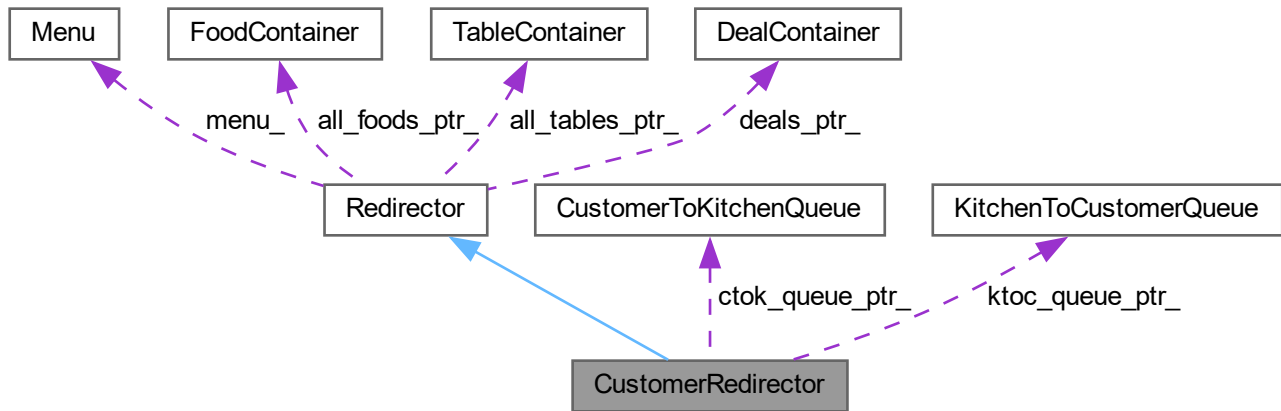 Menu
FoodContainer
TableContainer
DealContainer
menu_
all_foods_ptr_
all_tables_ptr_
deals_ptr_
Redirector
CustomerToKitchenQueue
KitchenToCustomerQueue
ctok_queue_ptr_
ktoc_queue_ptr_
CustomerRedirector